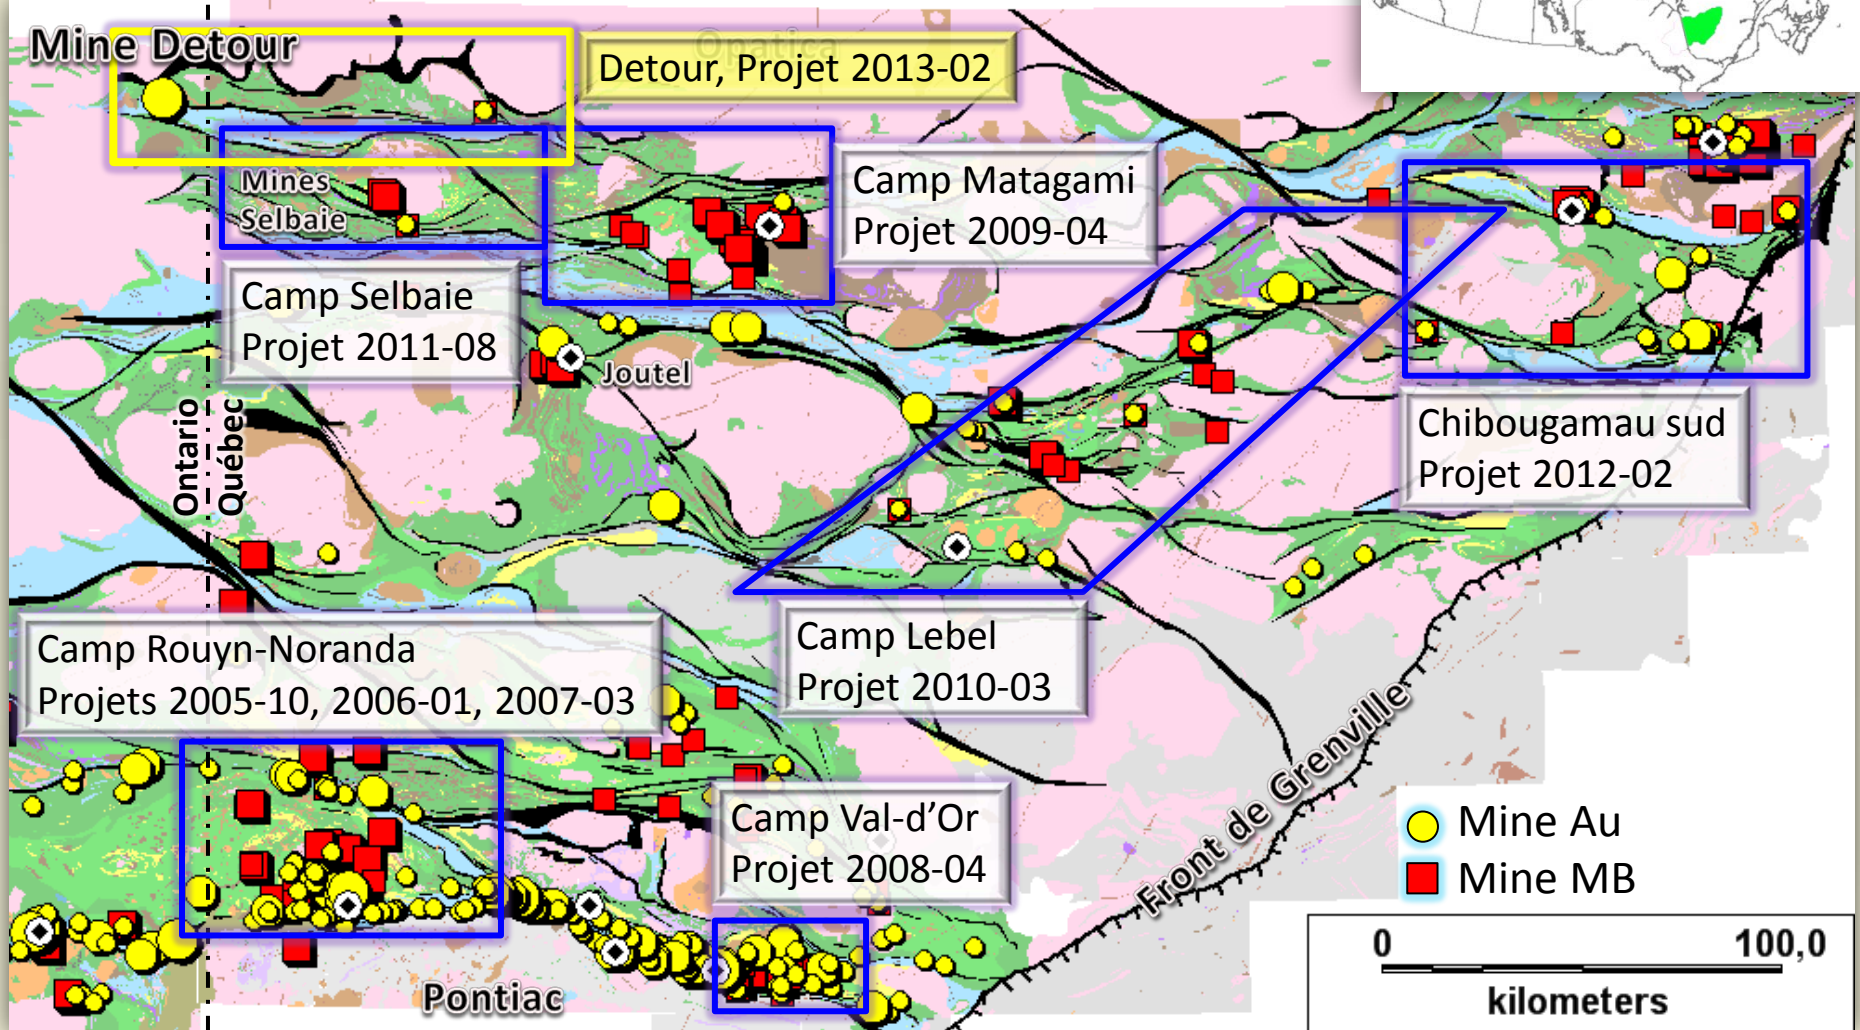 Mine Detour
Opatica
Detour, Projet 2013-02
Mines
Selbaie
Camp Matagami
Projet 2009-04
Camp Selbaie
Projet 2011-08
Joutel
Ontario
Québec
Chibougamau sud
Projet 2012-02
Camp Rouyn-Noranda
Projets 2005-10, 2006-01, 2007-03
Camp Lebel
Projet 2010-03
Front de Grenville
Camp Val-d'Or
Projet 2008-04
Mine Au
Mine MB
0 100,0
kilometers
Pontiac